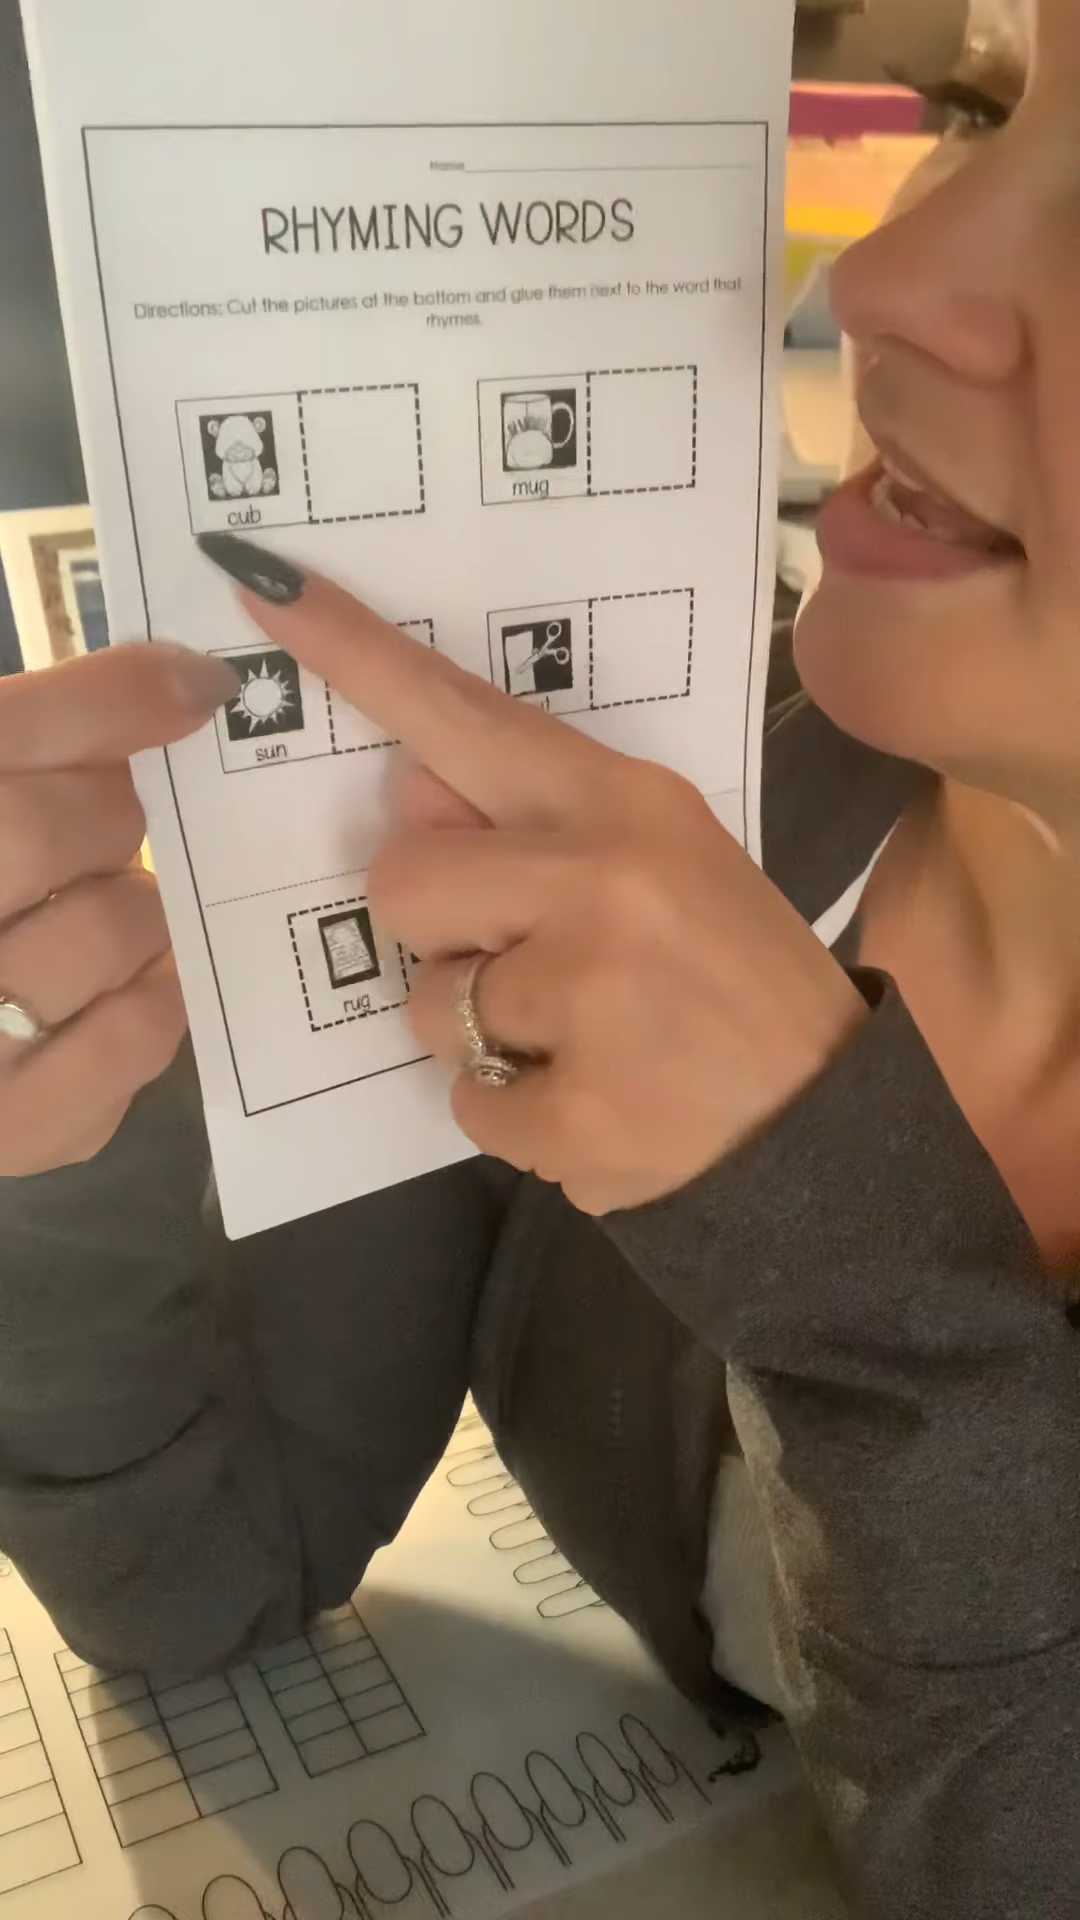 Name
RHYMING WORDS
Directions: Cut the pictures at the bottom and glue them next to the word that
rhymes.
cub
mug
sun
rug